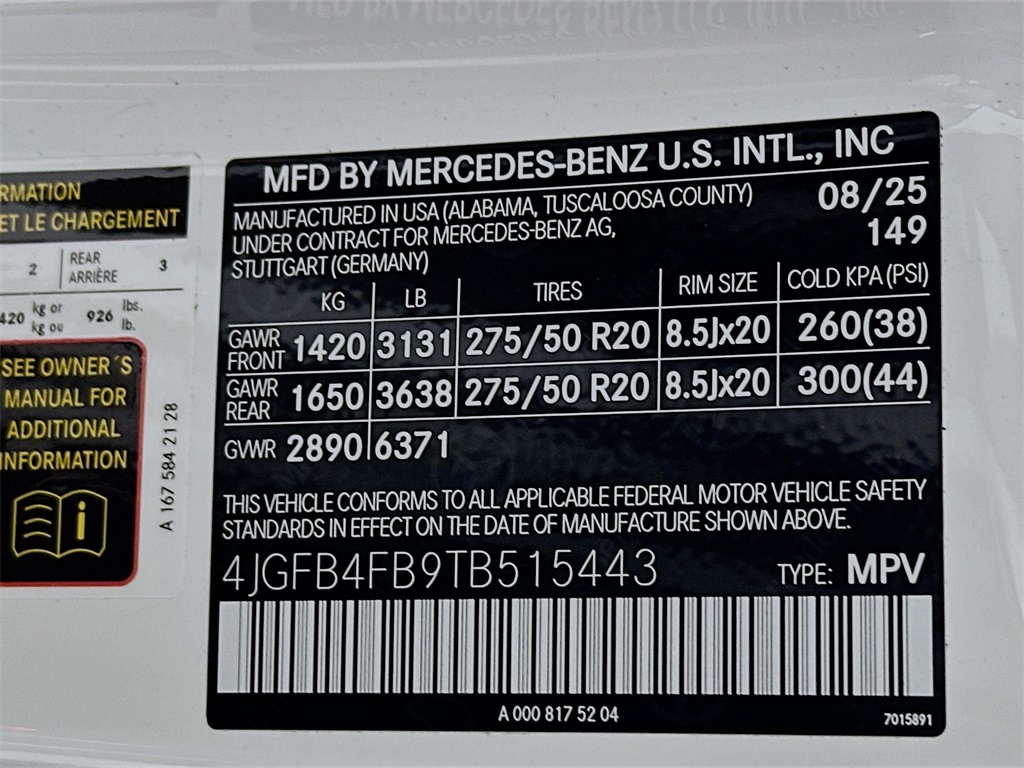 MFD BY MERCEDES-BENZ U.S. INTL., INC
MANUFACTURED IN USA (ALABAMA, TUSCALOOSA COUNTY) 08/25
UNDER CONTRACT FOR MERCEDES-BENZ AG, 149
STUTTGART (GERMANY)
KG LB TIRES RIM SIZE COLD KPA (PSI)
GAWR FRONT 1420 3131 275/50 R20 8.5Jx20 260(38)
GAWR REAR 1650 3638 275/50 R20 8.5Jx20 300(44)
GVWR 2890 6371
THIS VEHICLE CONFORMS TO ALL APPLICABLE FEDERAL MOTOR VEHICLE SAFETY
STANDARDS IN EFFECT ON THE DATE OF MANUFACTURE SHOWN ABOVE.
4JGFB4FB9TB515443 TYPE: MPV
A 000 817 52 04 7015891
RMATION
ET LE CHARGEMENT
2 REAR 3
ARRIÈRE
420 kg or 926 lbs.
kg ou lb.
SEE OWNER´S
MANUAL FOR
ADDITIONAL
INFORMATION
i
A 167 584 21 28